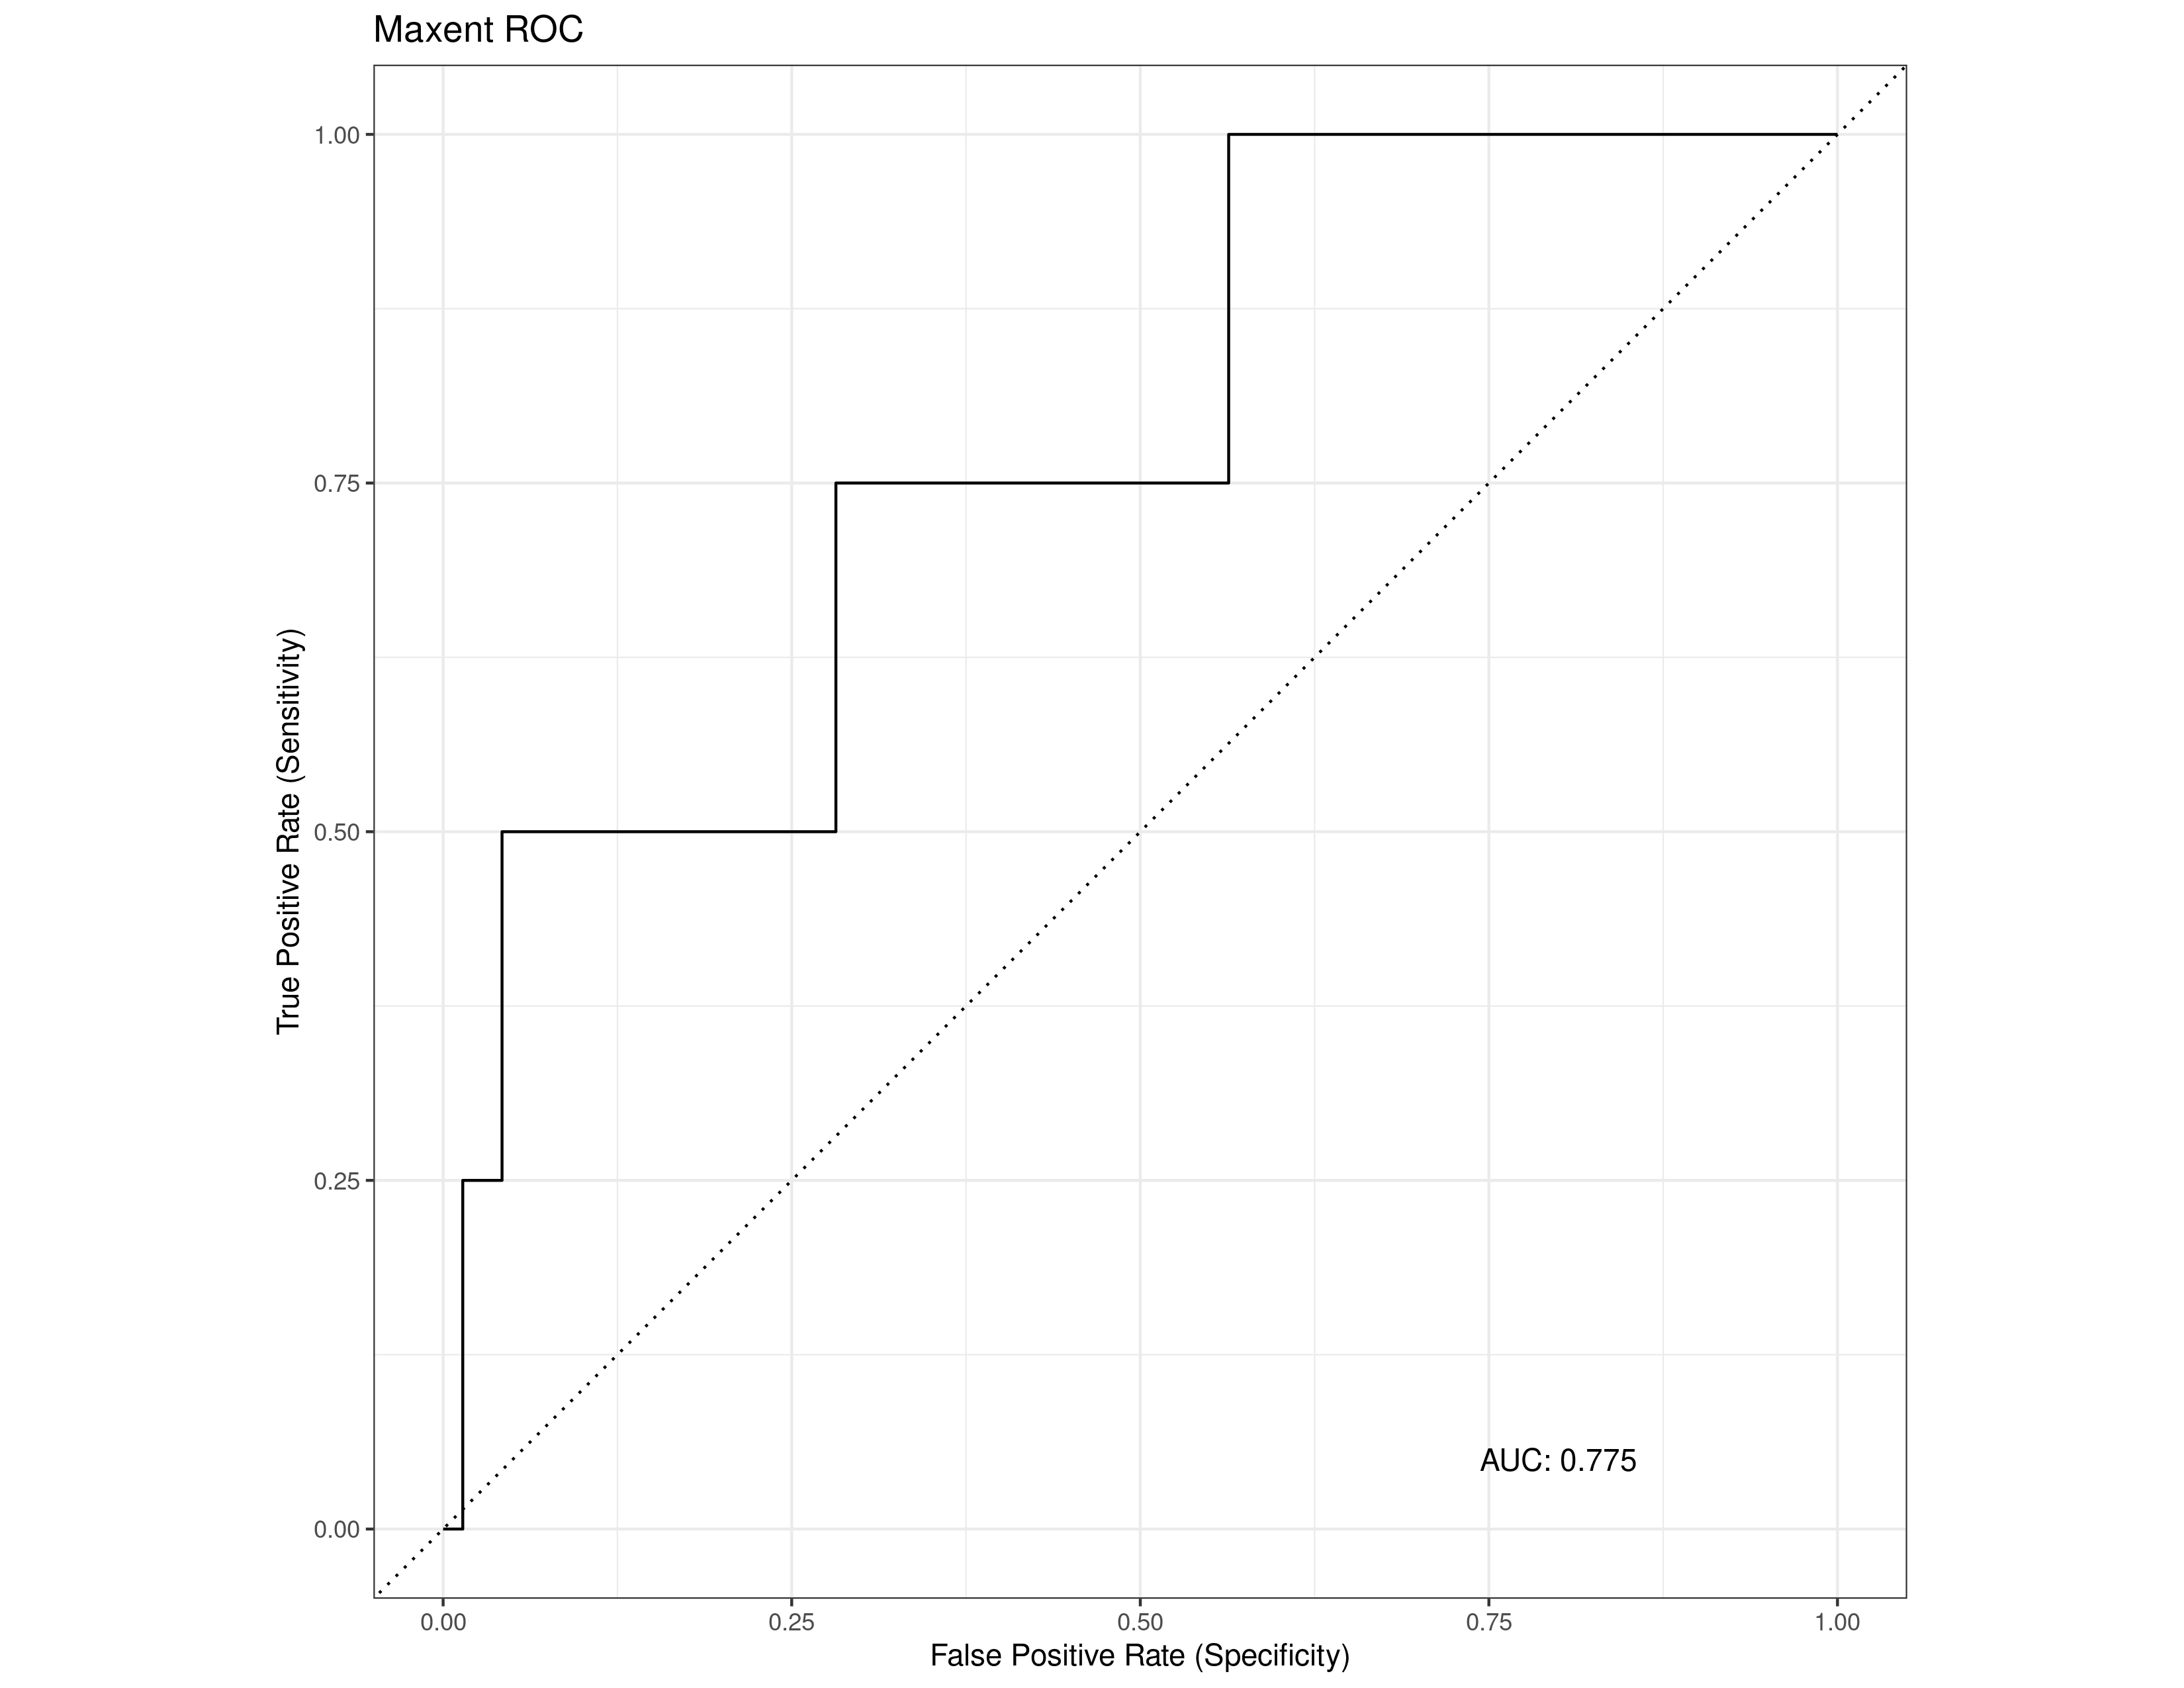 Maxent ROC
1.00
0.75
0.50
0.25
0.00
True Positive Rate (Sensitivity)
AUC: 0.775
0.00 0.25 0.50 0.75 1.00
False Positive Rate (Specificity)